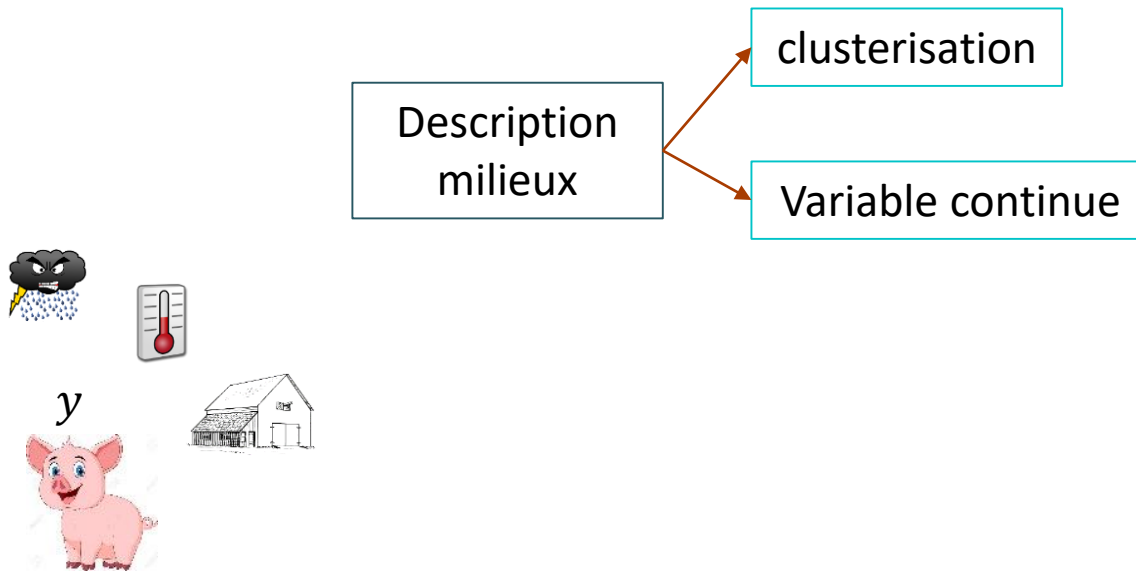 clusterisation
Description
milieux
Variable continue
y